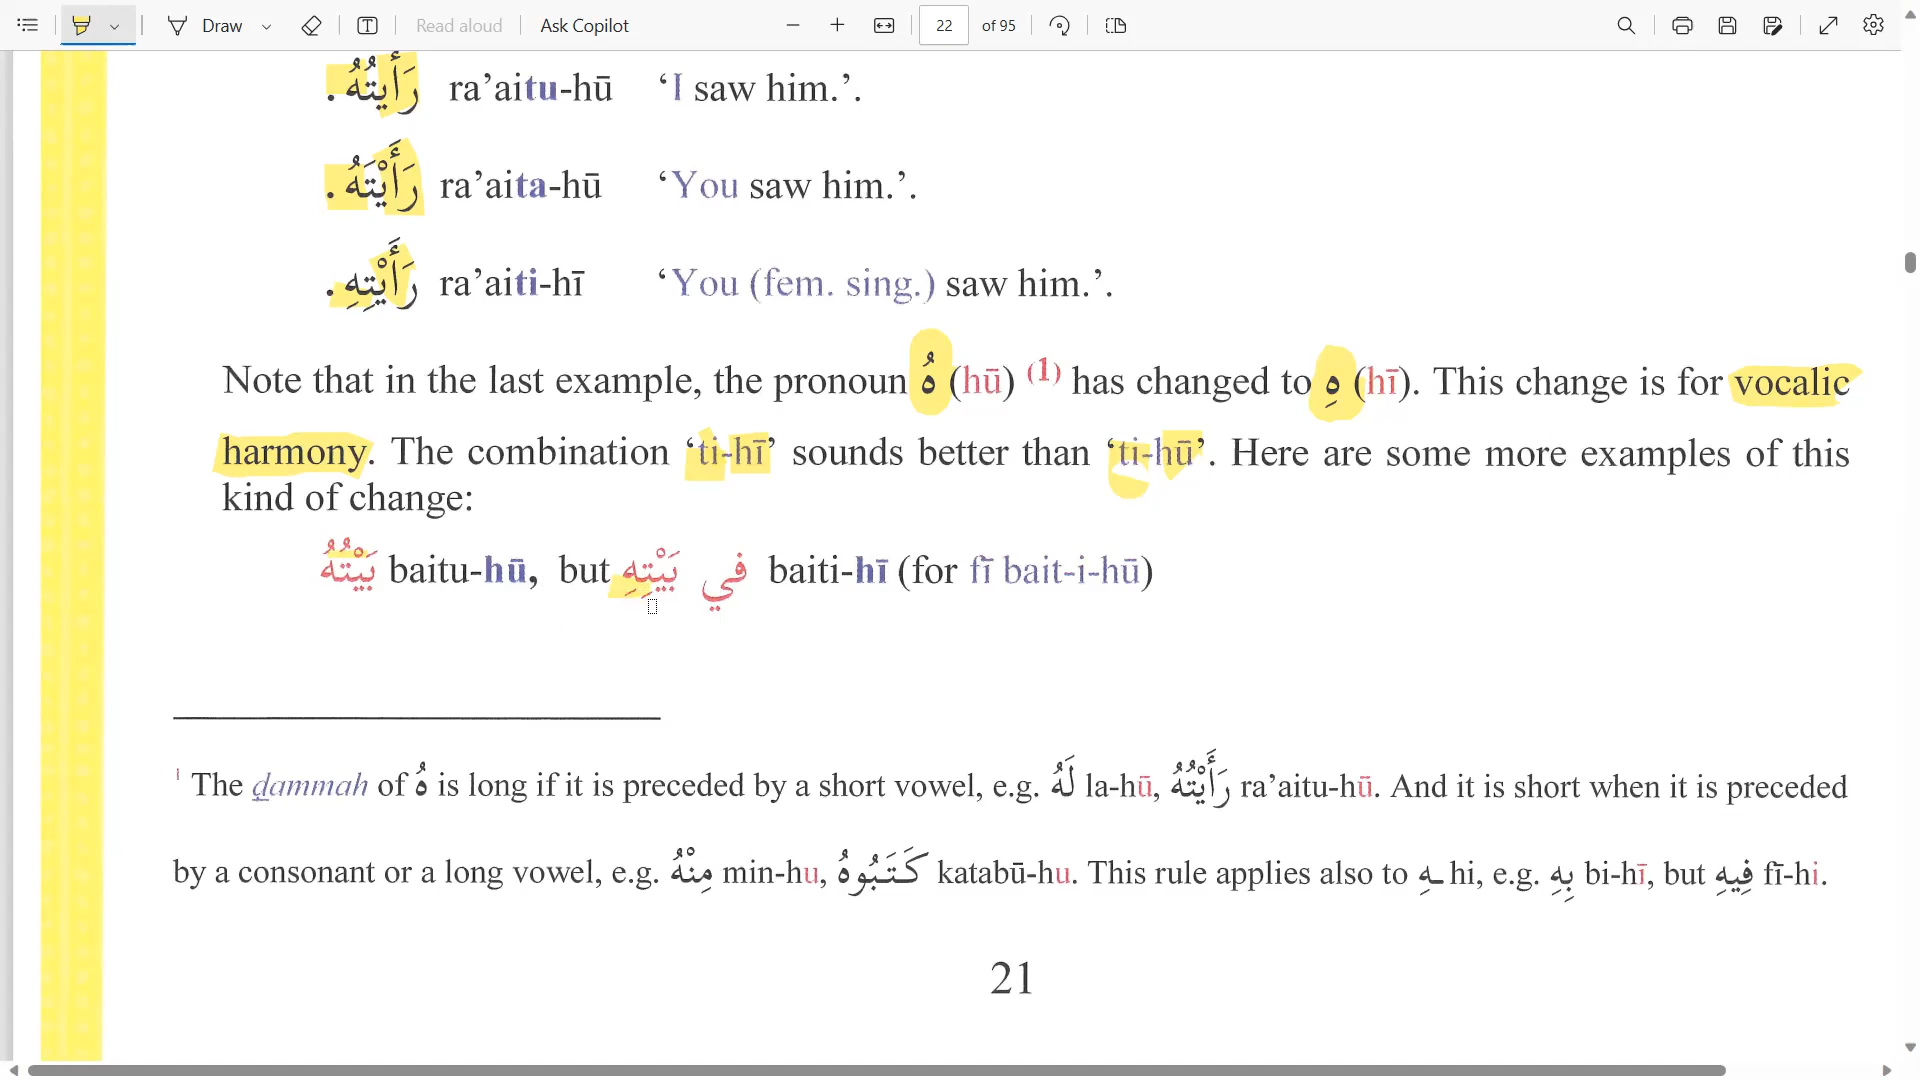 Draw Read aloud Ask Copilot 22 of 95
رَأَيتُهُ . ra’aitu-hū ‘I saw him.’.
رَأَيْتَهُ . ra’aita-hū ‘You saw him.’.
رَأَيْتِهِ . ra’aiti-hī ‘You (fem. sing.) saw him.’.
Note that in the last example, the pronoun هُ (hū) (1) has changed to هِ (hī). This change is for vocalic
harmony. The combination ‘ti-hī’ sounds better than ‘ti-hū’. Here are some more examples of this
kind of change:
بَيْتُهُ baitu-hū, but فِي بَيْتِهِ baiti-hī (for fī bait-i-hū)
1 The ḍammah of هُ is long if it is preceded by a short vowel, e.g. لَهُ la-hū, رَأَيْتُهُ ra’aitu-hū. And it is short when it is preceded
by a consonant or a long vowel, e.g. مِنْهُ min-hu, كَتَبُوهُ katabū-hu. This rule applies also to ـهِ hi, e.g. بِهِ bi-hī, but فِيهِ fī-hi.
21